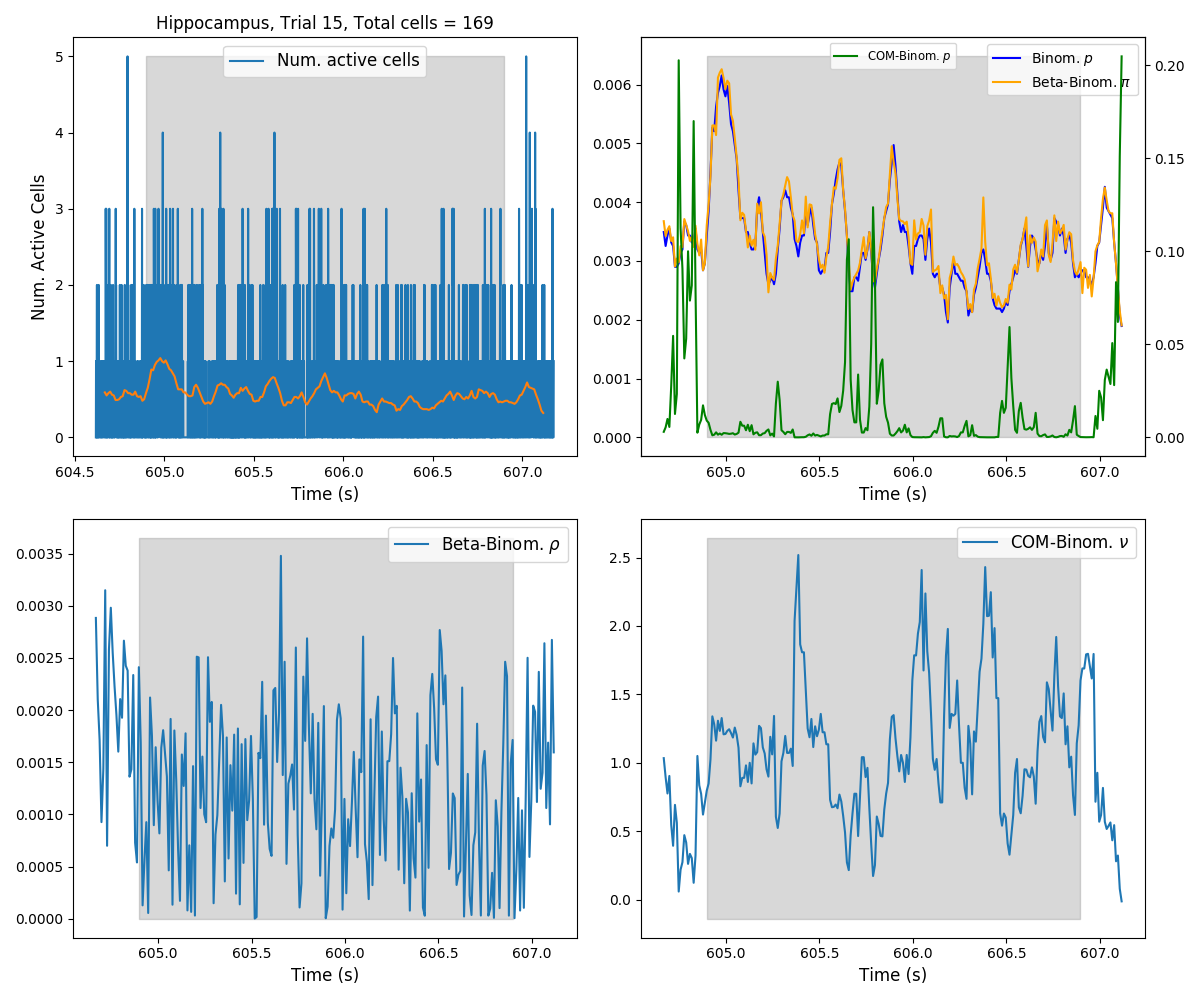 Hippocampus, Trial 15, Total cells = 169
Num. active cells
Num. Active Cells
5
4
3
2
1
0
604.5 605.0 605.5 606.0 606.5 607.0
Time (s)
COM-Binom. p
Binom. p
Beta-Binom. π
0.006
0.005
0.004
0.003
0.002
0.001
0.000
0.20
0.15
0.10
0.05
0.00
605.0 605.5 606.0 606.5 607.0
Time (s)
Beta-Binom. ρ
0.0035
0.0030
0.0025
0.0020
0.0015
0.0010
0.0005
0.0000
605.0 605.5 606.0 606.5 607.0
Time (s)
COM-Binom. ν
2.5
2.0
1.5
1.0
0.5
0.0
605.0 605.5 606.0 606.5 607.0
Time (s)